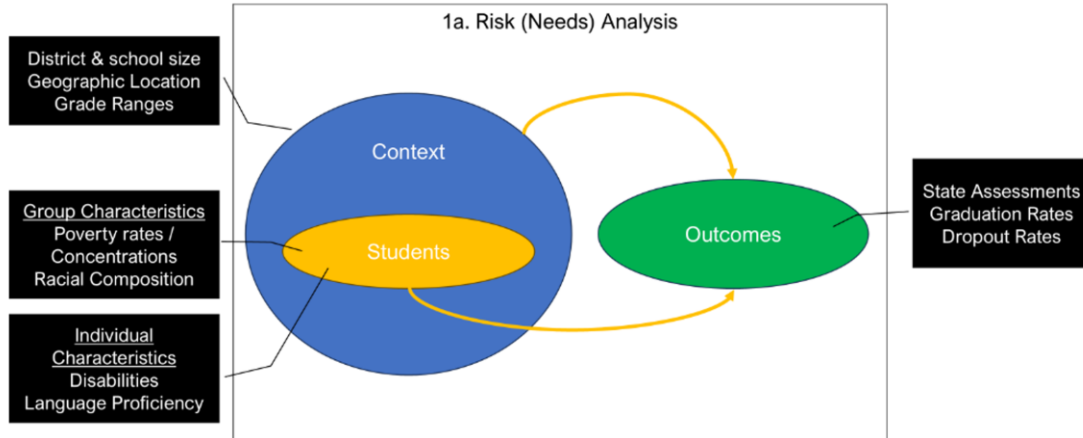 1a. Risk (Needs) Analysis
District & school size
Geographic Location
Grade Ranges
Context
Group Characteristics
Poverty rates /
Concentrations
Racial Composition
Students
Individual
Characteristics
Disabilities
Language Proficiency
Outcomes
State Assessments
Graduation Rates
Dropout Rates